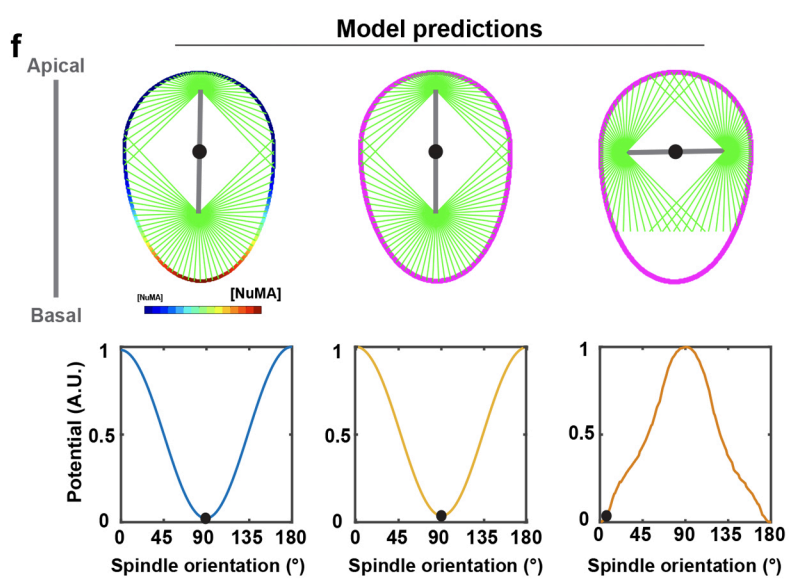 f
Model predictions
Apical
Basal
[NuMA]
[NuMA]
Potential (A.U.)
1
0.5
0
0 45 90 135 180
Spindle orientation (°)
1
0.5
0
0 45 90 135 180
Spindle orientation (°)
1
0.5
0
0 45 90 135 180
Spindle orientation (°)